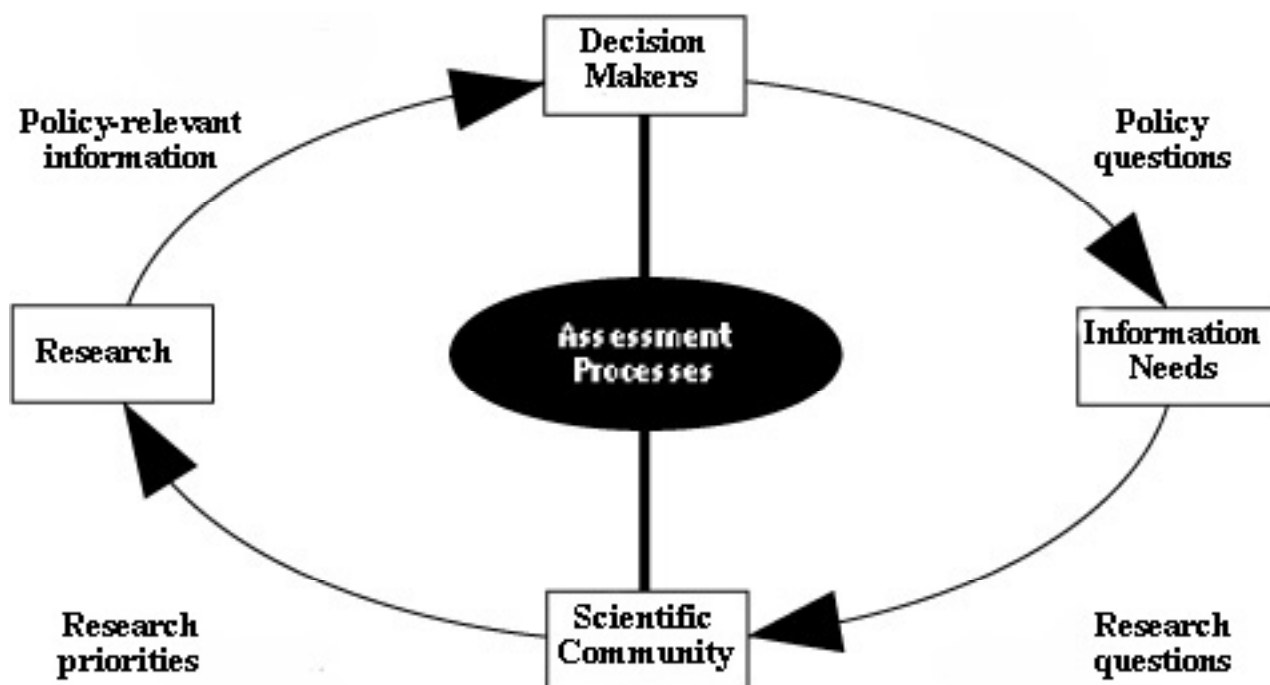 Decision
Makers
Policy-relevant
information
Policy
questions
Assessment
Processes
Research
Information
Needs
Scientific
Community
Research
priorities
Research
questions